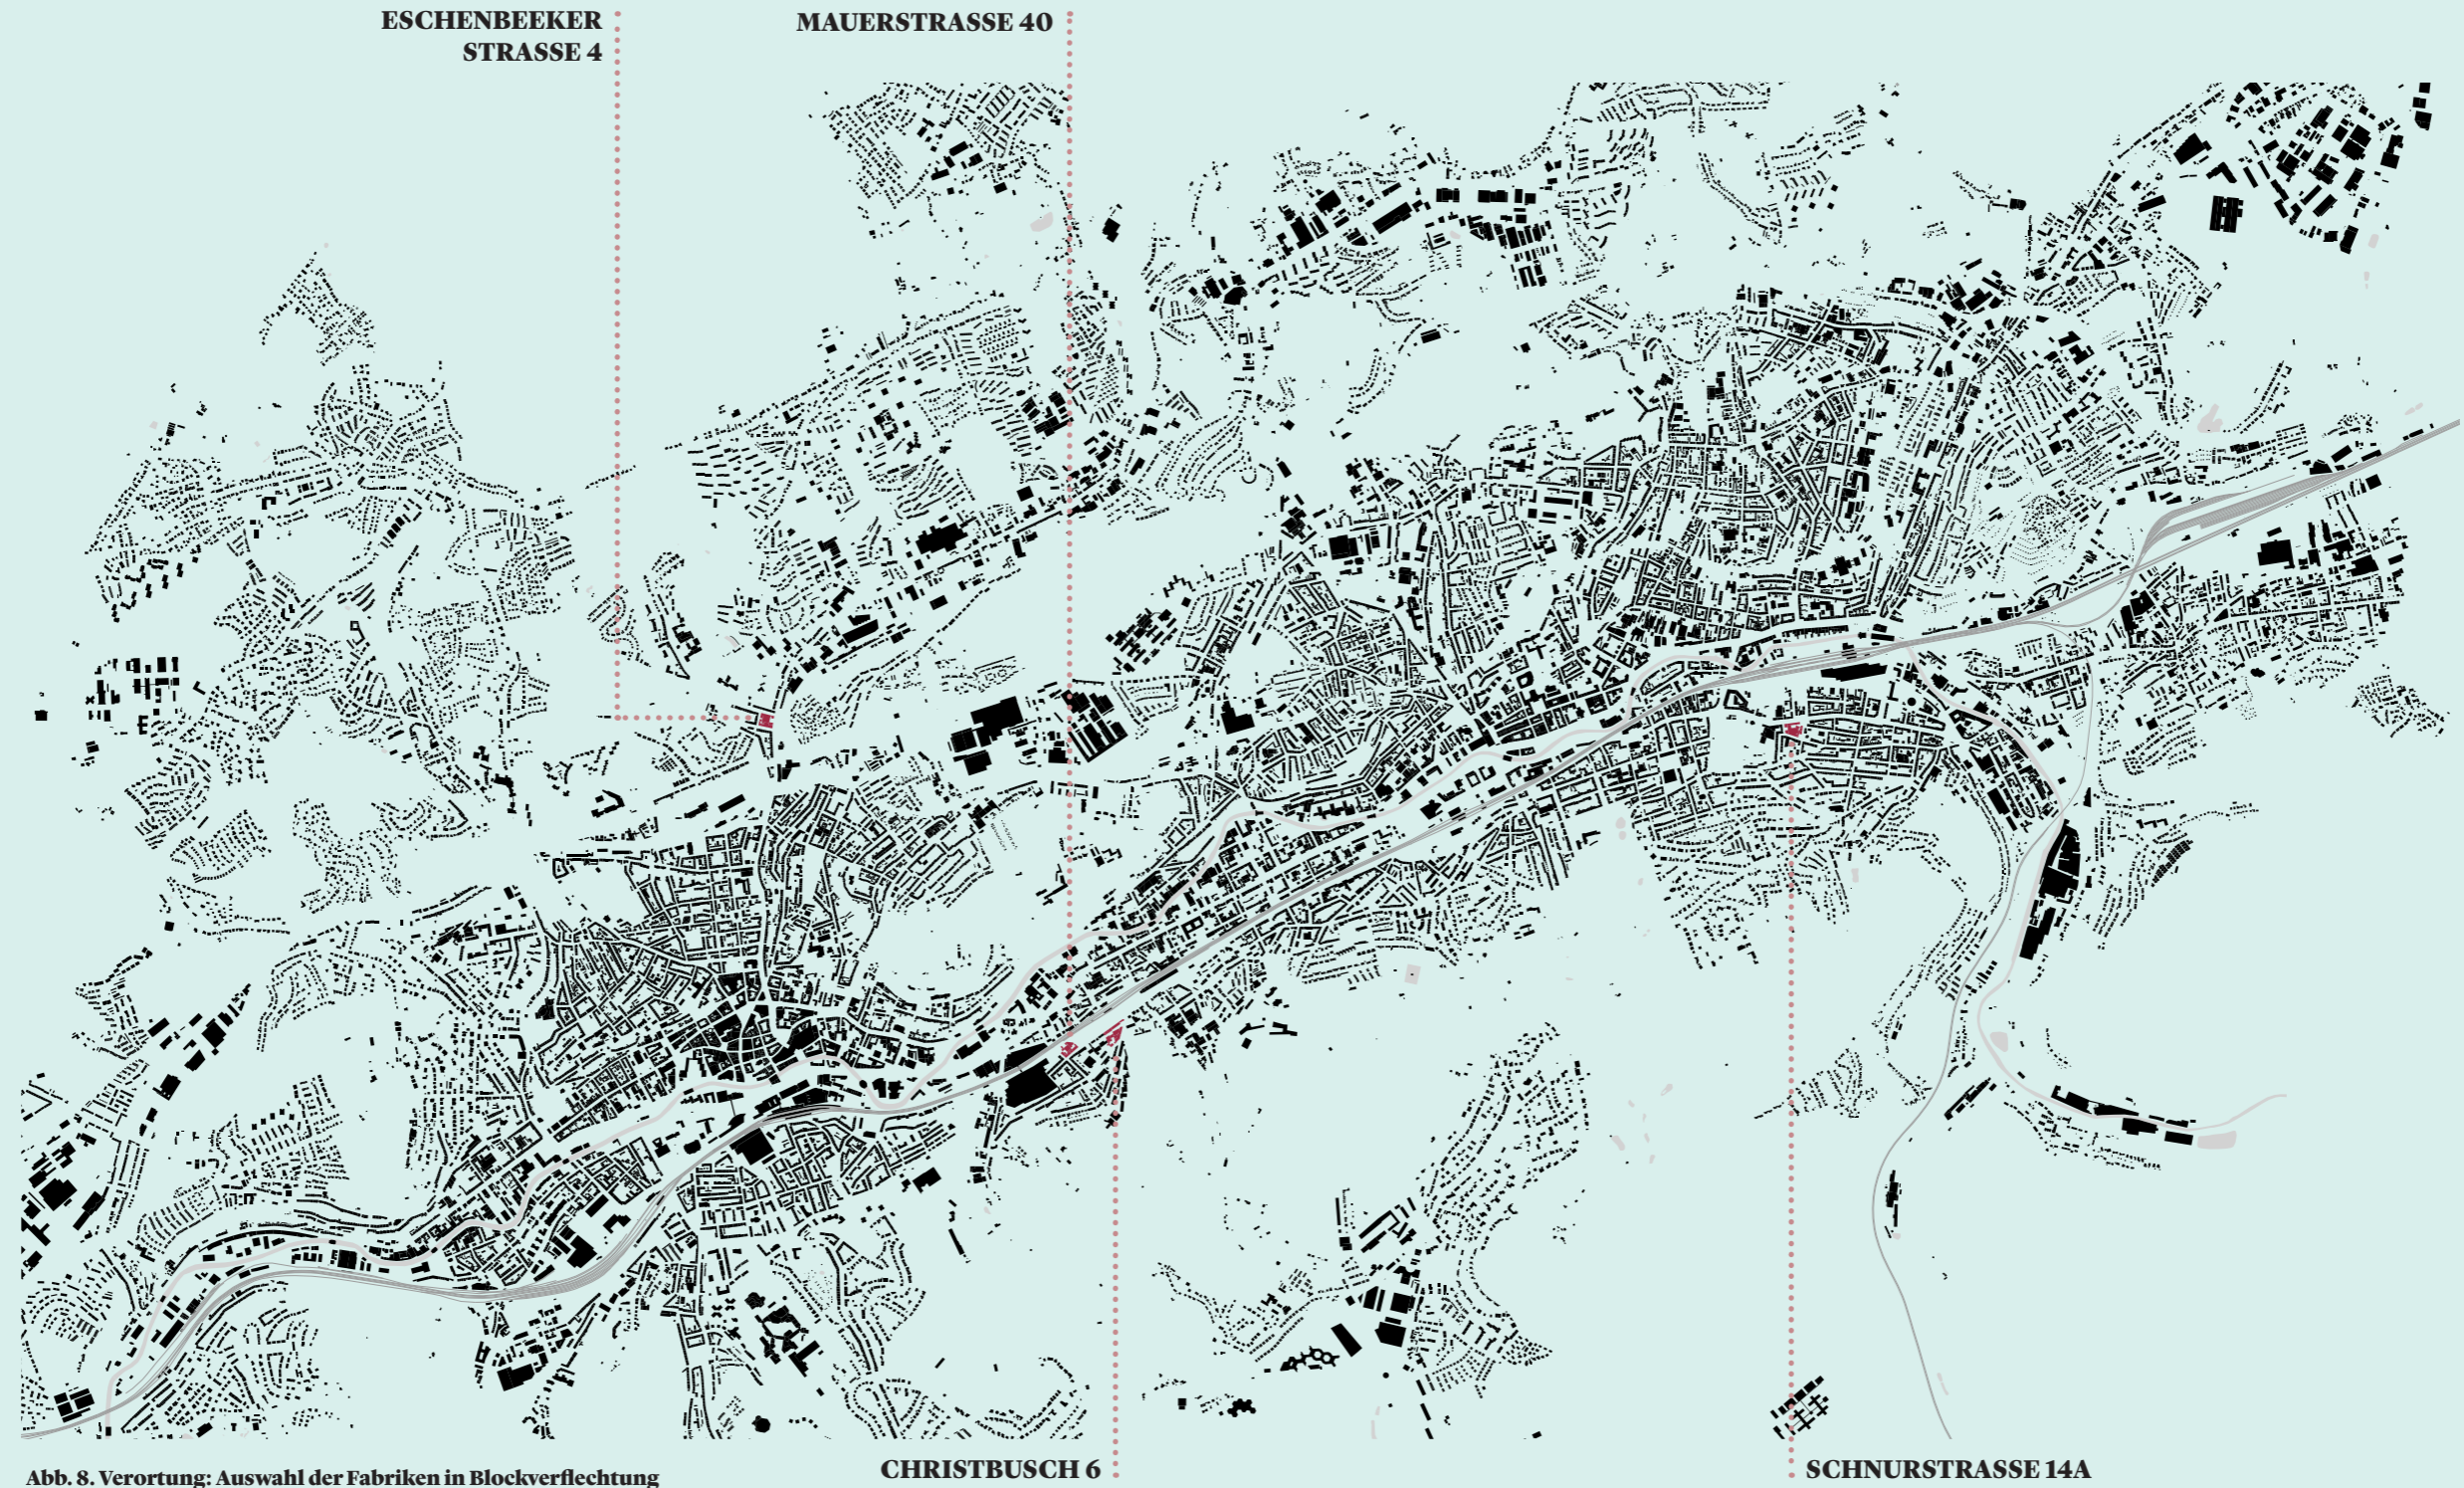 ESCHENBEEKER
STRASSE 4
MAUERSTRASSE 40
CHRISTBUSCH 6
SCHNURSTRASSE 14A
Abb. 8. Verortung: Auswahl der Fabriken in Blockverflechtung